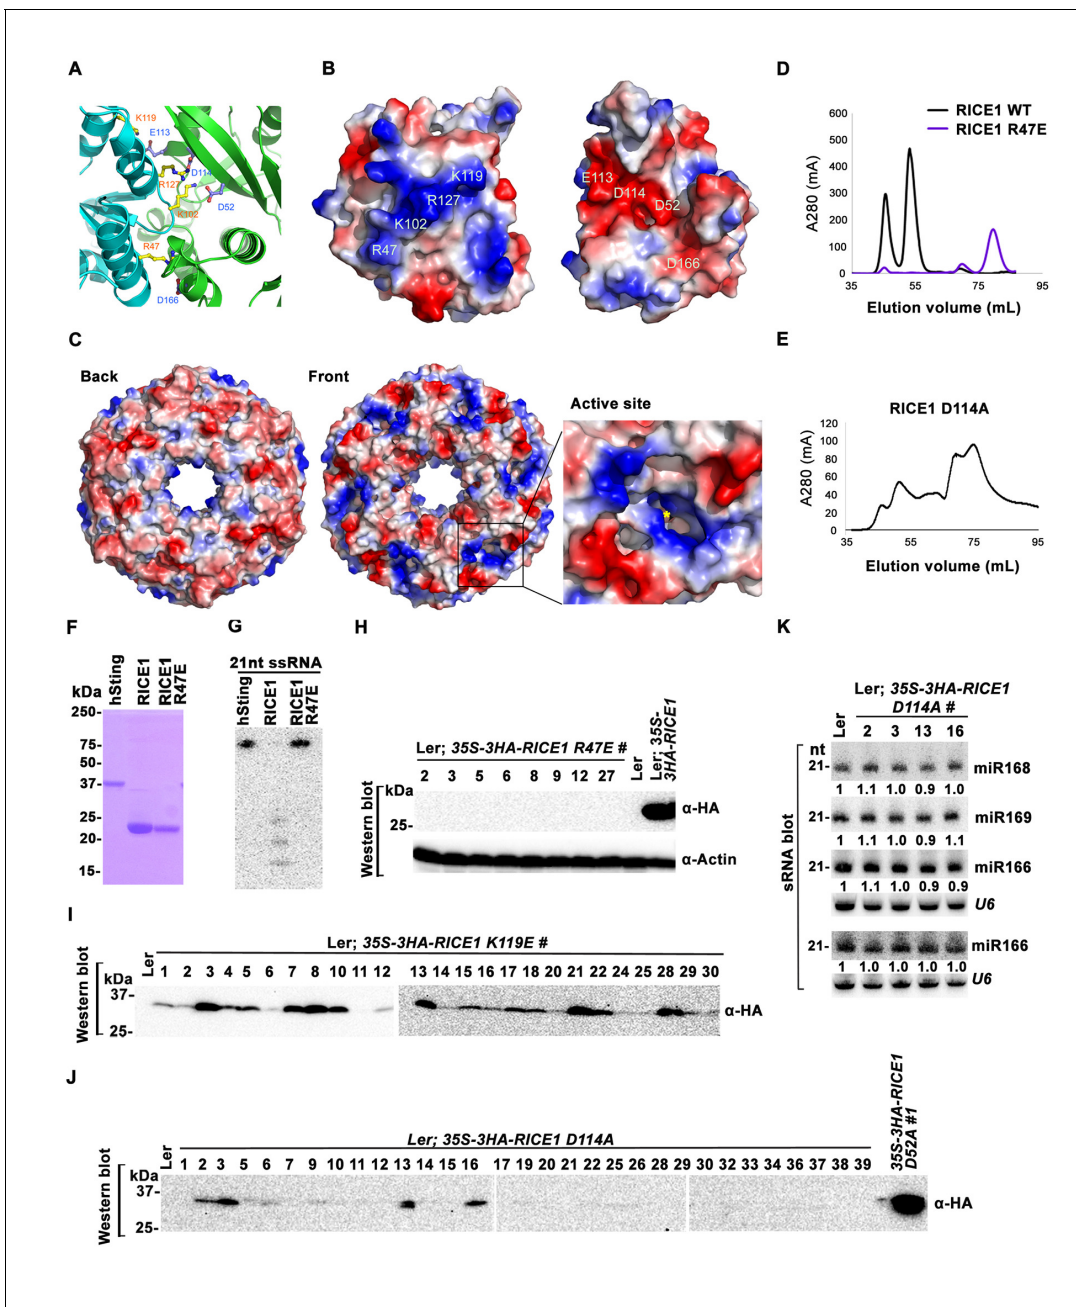 A
K119
E113
D114
R127
K102
D52
R47
D166
B
K119
R127
K102
R47
E113
D114
D52
D166
D
RICE1 WT
RICE1 R47E
A280 (mA)
600
500
400
300
200
100
0
35 55 75 95
Elution volume (mL)
C
Back
Front
Active site
E
RICE1 D114A
A280 (mA)
120
100
80
60
40
20
0
35 55 75 95
Elution volume (mL)
F
kDa
hSting
RICE1
RICE1
R47E
250-
75-
50-
37-
25-
20-
15-
G
21nt ssRNA
hSting
RICE1
RICE1
R47E
H
Ler; 35S-3HA-RICE1 R47E #
2 3 5 6 8 9 12 27
Ler
Ler; 35S-
3HA-RICE1
Western blot
kDa
25-
α-HA
α-Actin
K
Ler; 35S-3HA-RICE1
D114A #
Ler
2 3 13 16
sRNA blot
nt
21-
miR168
1 1.1 1.0 0.9 1.0
21-
miR169
1 1.1 1.0 0.9 1.1
21-
miR166
1 1.1 1.0 0.9 0.9
U6
21-
miR166
1 1.0 1.0 1.0 1.0
U6
I
Ler; 35S-3HA-RICE1 K119E #
Ler
1 2 3 4 5 6 7 8 10 11 12 13 14 15 16 17 18 20 21 22 24 25 28 29 30
Western blot
kDa
37-
25-
α-HA
J
Ler; 35S-3HA-RICE1 D114A
35S-3HA-RICE1
D52A #1
Ler
1 2 3 5 6 7 9 10 11 12 13 14 15 16 17 19 20 21 22 25 26 28 29 30 32 33 34 36 37 38 39
Western blot
kDa
37-
25-
α-HA